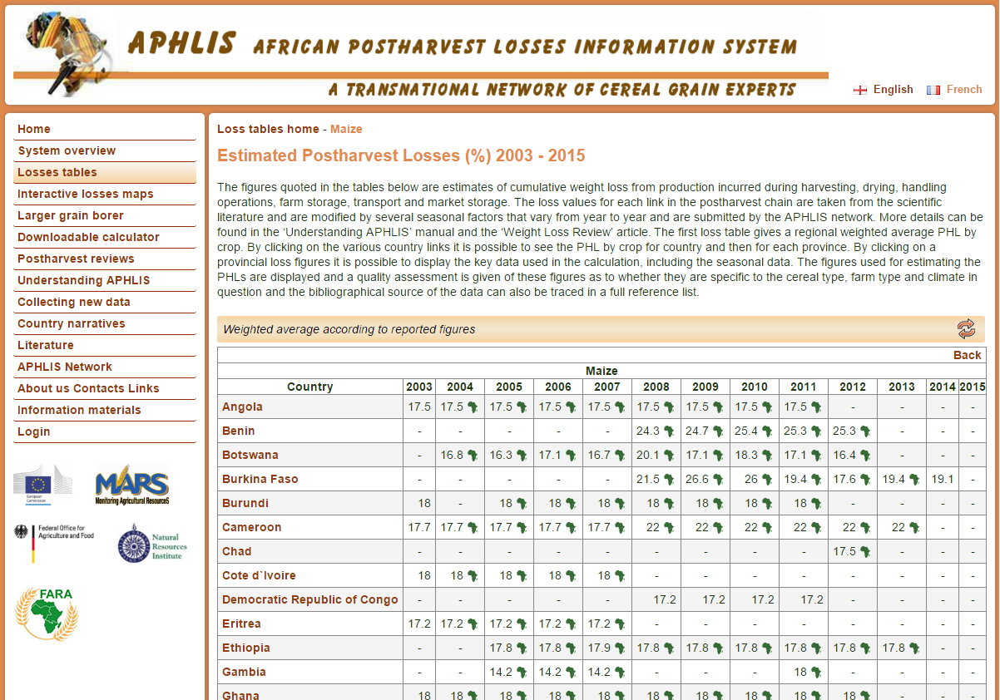 APHLIS AFRICAN POSTHARVEST LOSSES INFORMATION SYSTEM
A TRANSNATIONAL NETWORK OF CEREAL GRAIN EXPERTS
English French
Home
System overview
Losses tables
Interactive losses maps
Larger grain borer
Downloadable calculator
Postharvest reviews
Understanding APHLIS
Collecting new data
Country narratives
Literature
APHLIS Network
About us Contacts Links
Information materials
Login
European
Commission
MARS
Monitoring Agricultural ResourceS
Federal Office for
Agriculture and Food
Natural
Resources
Institute
FARA
Loss tables home - Maize
Estimated Postharvest Losses (%) 2003 - 2015
The figures quoted in the tables below are estimates of cumulative weight loss from production incurred during harvesting, drying, handling
operations, farm storage, transport and market storage. The loss values for each link in the postharvest chain are taken from the scientific
literature and are modified by several seasonal factors that vary from year to year and are submitted by the APHLIS network. More details can be
found in the ‘Understanding APHLIS’ manual and the ‘Weight Loss Review’ article. The first loss table gives a regional weighted average PHL by
crop. By clicking on the various country links it is possible to see the PHL by crop for country and then for each province. By clicking on a
provincial loss figures it is possible to display the key data used in the calculation, including the seasonal data. The figures used for estimating the
PHLs are displayed and a quality assessment is given of these figures as to whether they are specific to the cereal type, farm type and climate in
question and the bibliographical source of the data can also be traced in a full reference list.
Weighted average according to reported figures
Back
Maize
Country 2003 2004 2005 2006 2007 2008 2009 2010 2011 2012 2013 2014 2015
Angola 17.5 17.5 17.5 17.5 17.5 17.5 17.5 17.5 17.5 - - - -
Benin - - - - - 24.3 24.7 25.4 25.3 25.3 - - -
Botswana - 16.8 16.3 17.1 16.7 20.1 17.1 18.3 17.1 16.4 - - -
Burkina Faso - - - - - 21.5 26.6 26 19.4 17.6 19.4 19.1 -
Burundi 18 - 18 18 18 18 18 18 18 - - - -
Cameroon 17.7 17.7 17.7 17.7 17.7 22 22 22 22 22 22 - -
Chad - - - - - - - - - 17.5 - - -
Cote d`Ivoire 18 18 18 18 18 - - - - - - - -
Democratic Republic of Congo - - - - - 17.2 17.2 17.2 17.2 - - - -
Eritrea 17.2 17.2 17.2 17.2 17.2 - - - - - - - -
Ethiopia - - 17.8 17.8 17.9 17.8 17.8 17.8 17.8 17.8 17.8 - -
Gambia - - 14.2 14.2 14.2 - - - 18 - - - -
Ghana 18 18 18 18 18 18 18 18 18 18 - - -